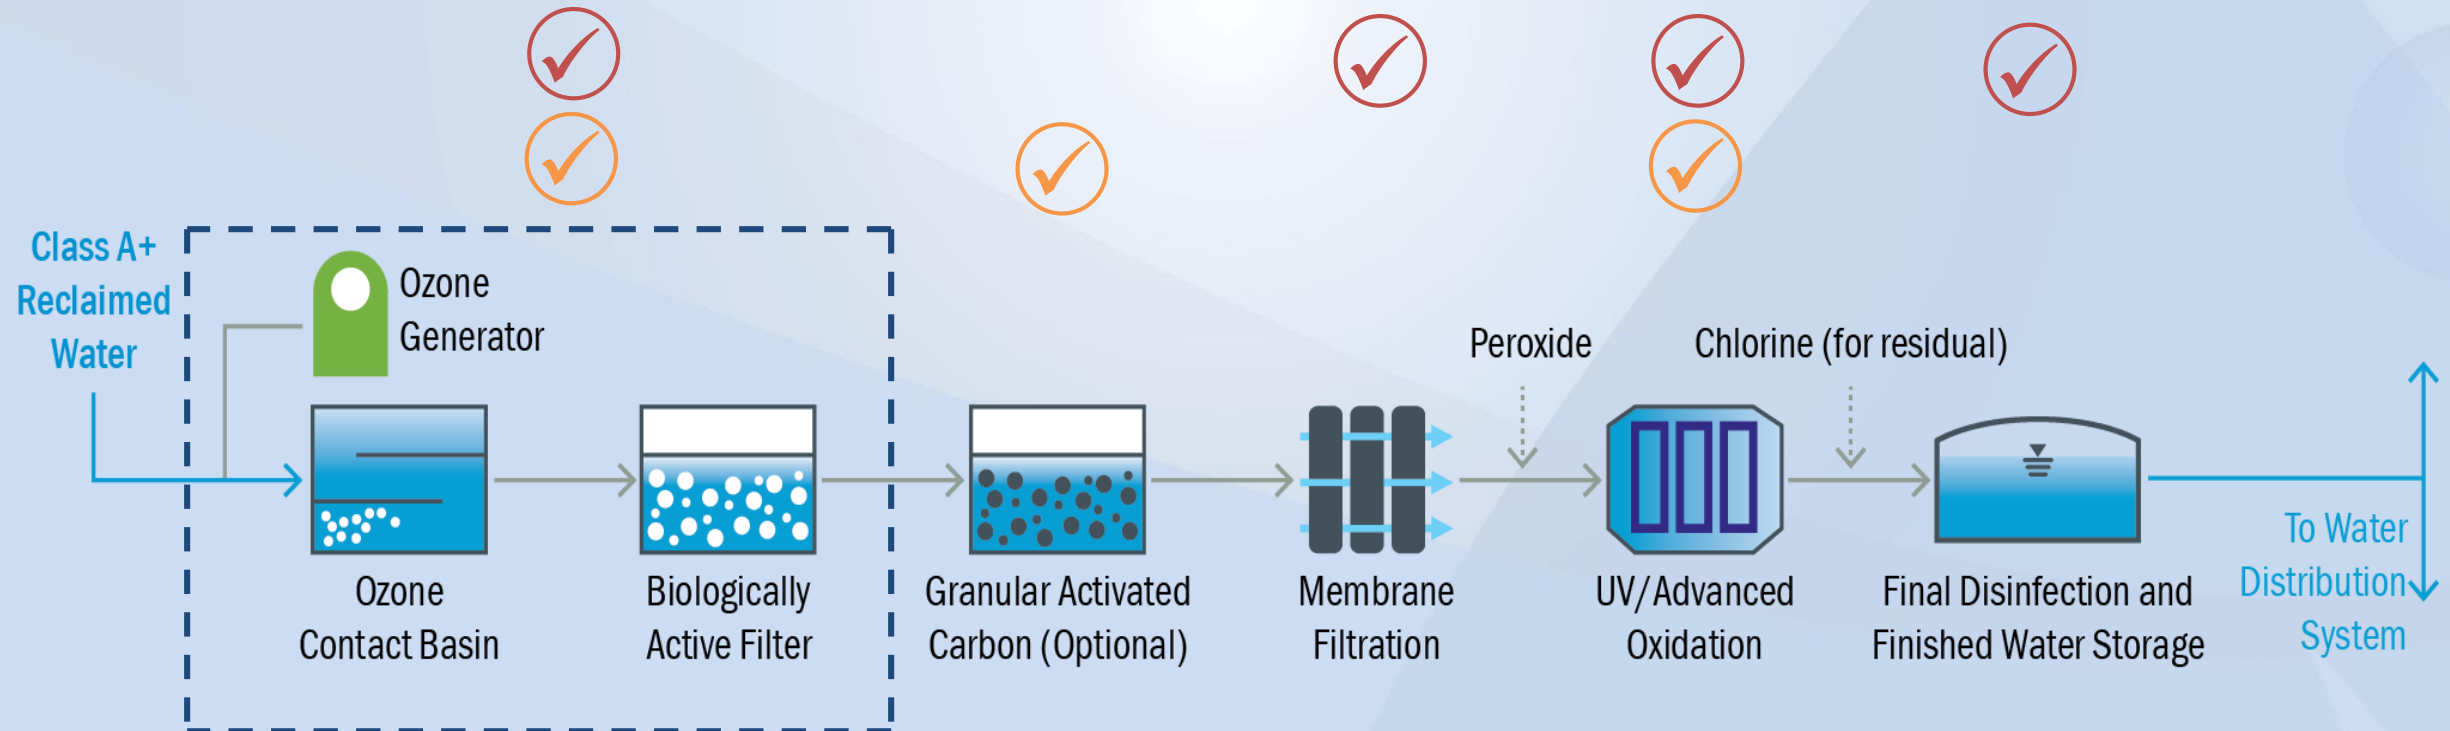 Class A+
Reclaimed
Water
Ozone
Generator
Peroxide
Chlorine (for residual)
Ozone
Contact Basin
Biologically
Active Filter
Granular Activated
Carbon (Optional)
Membrane
Filtration
UV/Advanced
Oxidation
Final Disinfection and
Finished Water Storage
To Water
Distribution
System